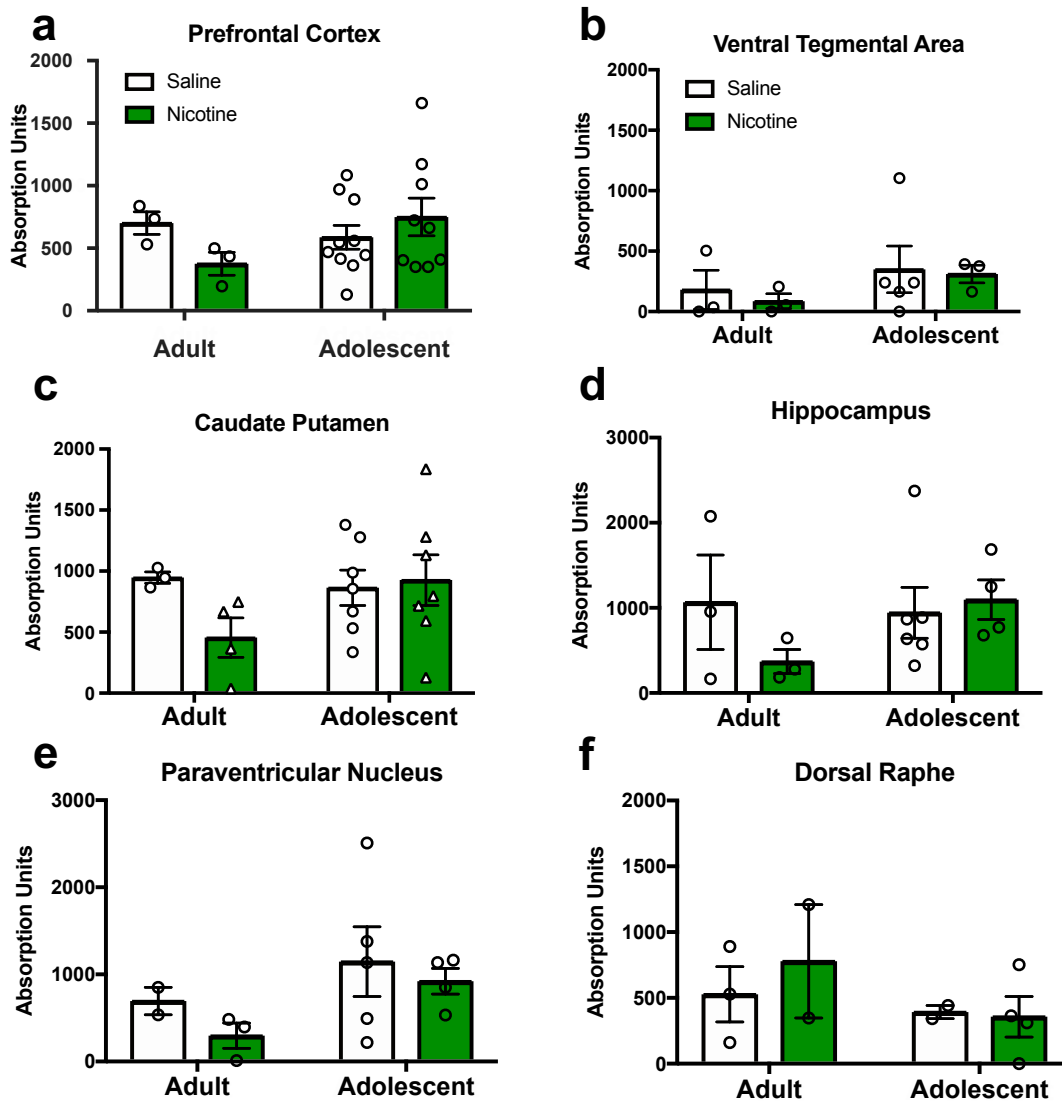 a
Prefrontal Cortex
Absorption Units
2000
1500
1000
500
0
Saline
Nicotine
Adult
Adolescent
b
Ventral Tegmental Area
Absorption Units
2000
1500
1000
500
0
Saline
Nicotine
Adult
Adolescent
c
Caudate Putamen
Absorption Units
2000
1500
1000
500
0
Adult
Adolescent
d
Hippocampus
Absorption Units
3000
2000
1000
0
Adult
Adolescent
e
Paraventricular Nucleus
Absorption Units
3000
2000
1000
0
Adult
Adolescent
f
Dorsal Raphe
Absorption Units
2000
1500
1000
500
0
Adult
Adolescent